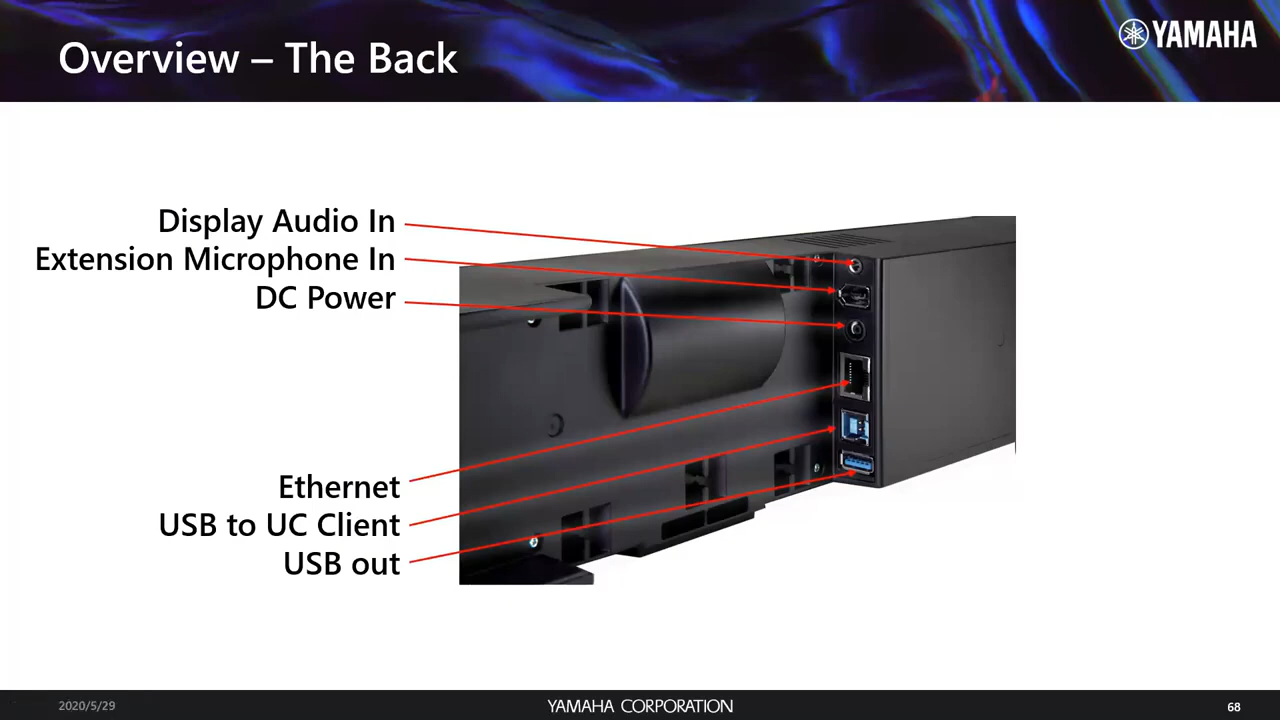 Overview – The Back
YAMAHA
Display Audio In
Extension Microphone In
DC Power
Ethernet
USB to UC Client
USB out
2020/5/29
YAMAHA CORPORATION
68